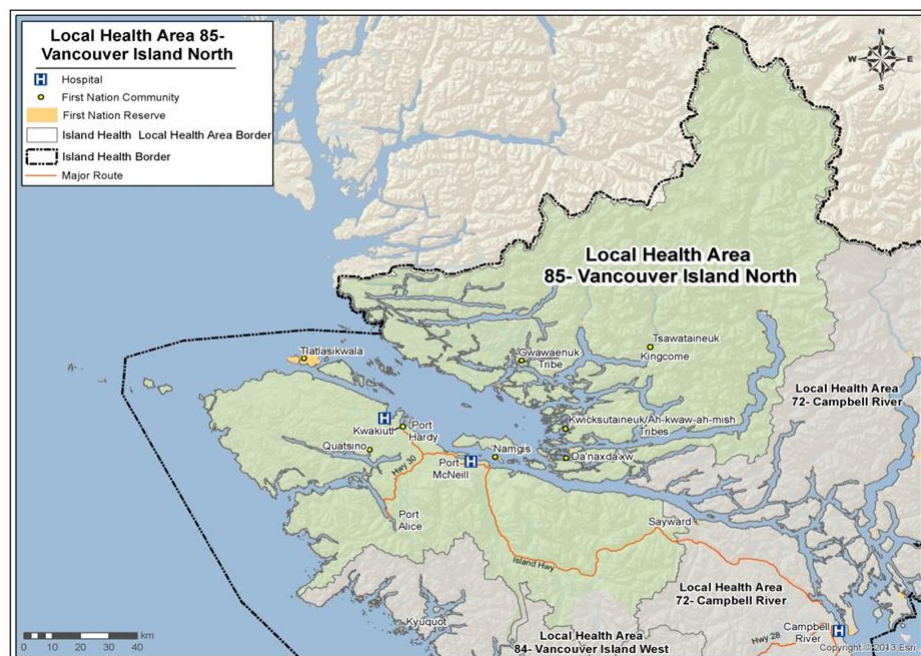 Local Health Area 85-
Vancouver Island North
H Hospital
First Nation Community
First Nation Reserve
Island Health Local Health Area Border
Island Health Border
Major Route
N
W E
S
Local Health Area
85- Vancouver Island North
Tlatlasikwala
Gwawaenuk
Tribe
Tsawataineuk
Kingcome
Local Health Area
72- Campbell River
H
Kwakiutl
Port
Hardy
Kwicksutaineuk/Ah-kwaw-ah-mish
Tribes
Quatsino
Hwy 30
'Namgis
Da'naxda'xw
Port
McNeill
H
Port
Alice
Sayward
Island Hwy
Local Health Area
72- Campbell River
Kyuquot
Local Health Area
84- Vancouver Island West
Hwy 28
Campbell
River
H
0 5 10 20 30 40
km
Copyright © 2013 Esri